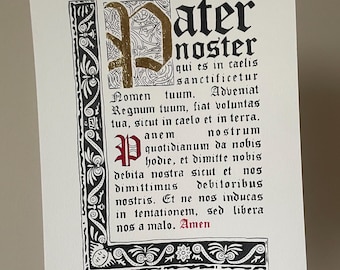 Pater
noster
qui es in caelis
sanctificetur
Nomen tuum. Adveniat
Regnum tuum, fiat voluntas
tua, sicut in caelo et in terra.
Panem nostrum
quotidianum da nobis
hodie, et dimitte nobis
debita nostra sicut et nos
dimittimus debitoribus
nostris. Et ne nos inducas
in tentationem, sed libera
nos a malo. Amen